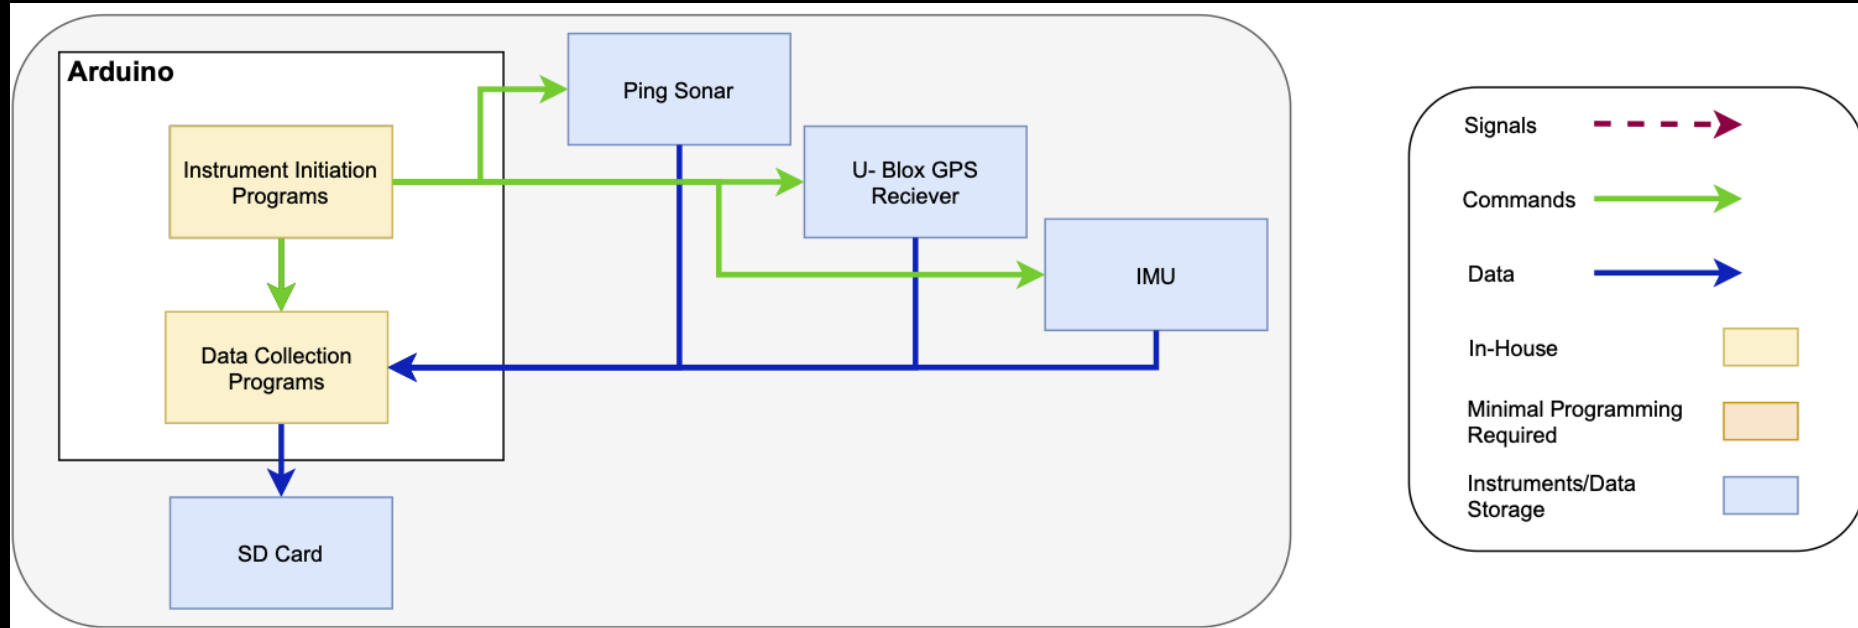 Arduino
Ping Sonar
Instrument Initiation
Programs
U- Blox GPS
Reciever
IMU
Data Collection
Programs
SD Card
Signals
Commands
Data
In-House
Minimal Programming
Required
Instruments/Data
Storage